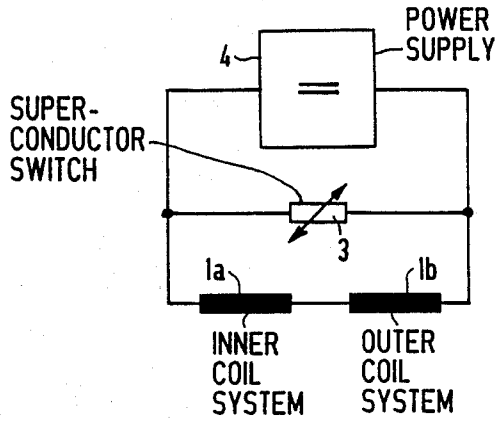 POWER
SUPPLY
4
SUPER-
CONDUCTOR
SWITCH
3
1a
1b
INNER
COIL
SYSTEM
OUTER
COIL
SYSTEM